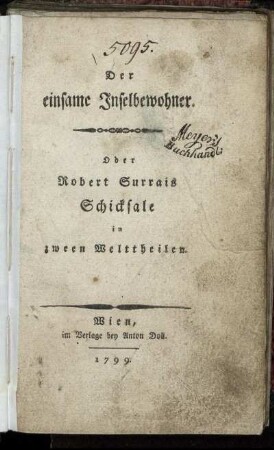 5095.
Der
einsame Inselbewohner.
Meyers
Buchhandl
Oder
Robert Surrais
Schicksale
in
zween Welttheilen.
Wien,
im Verlage bey Anton Doll.
1799.